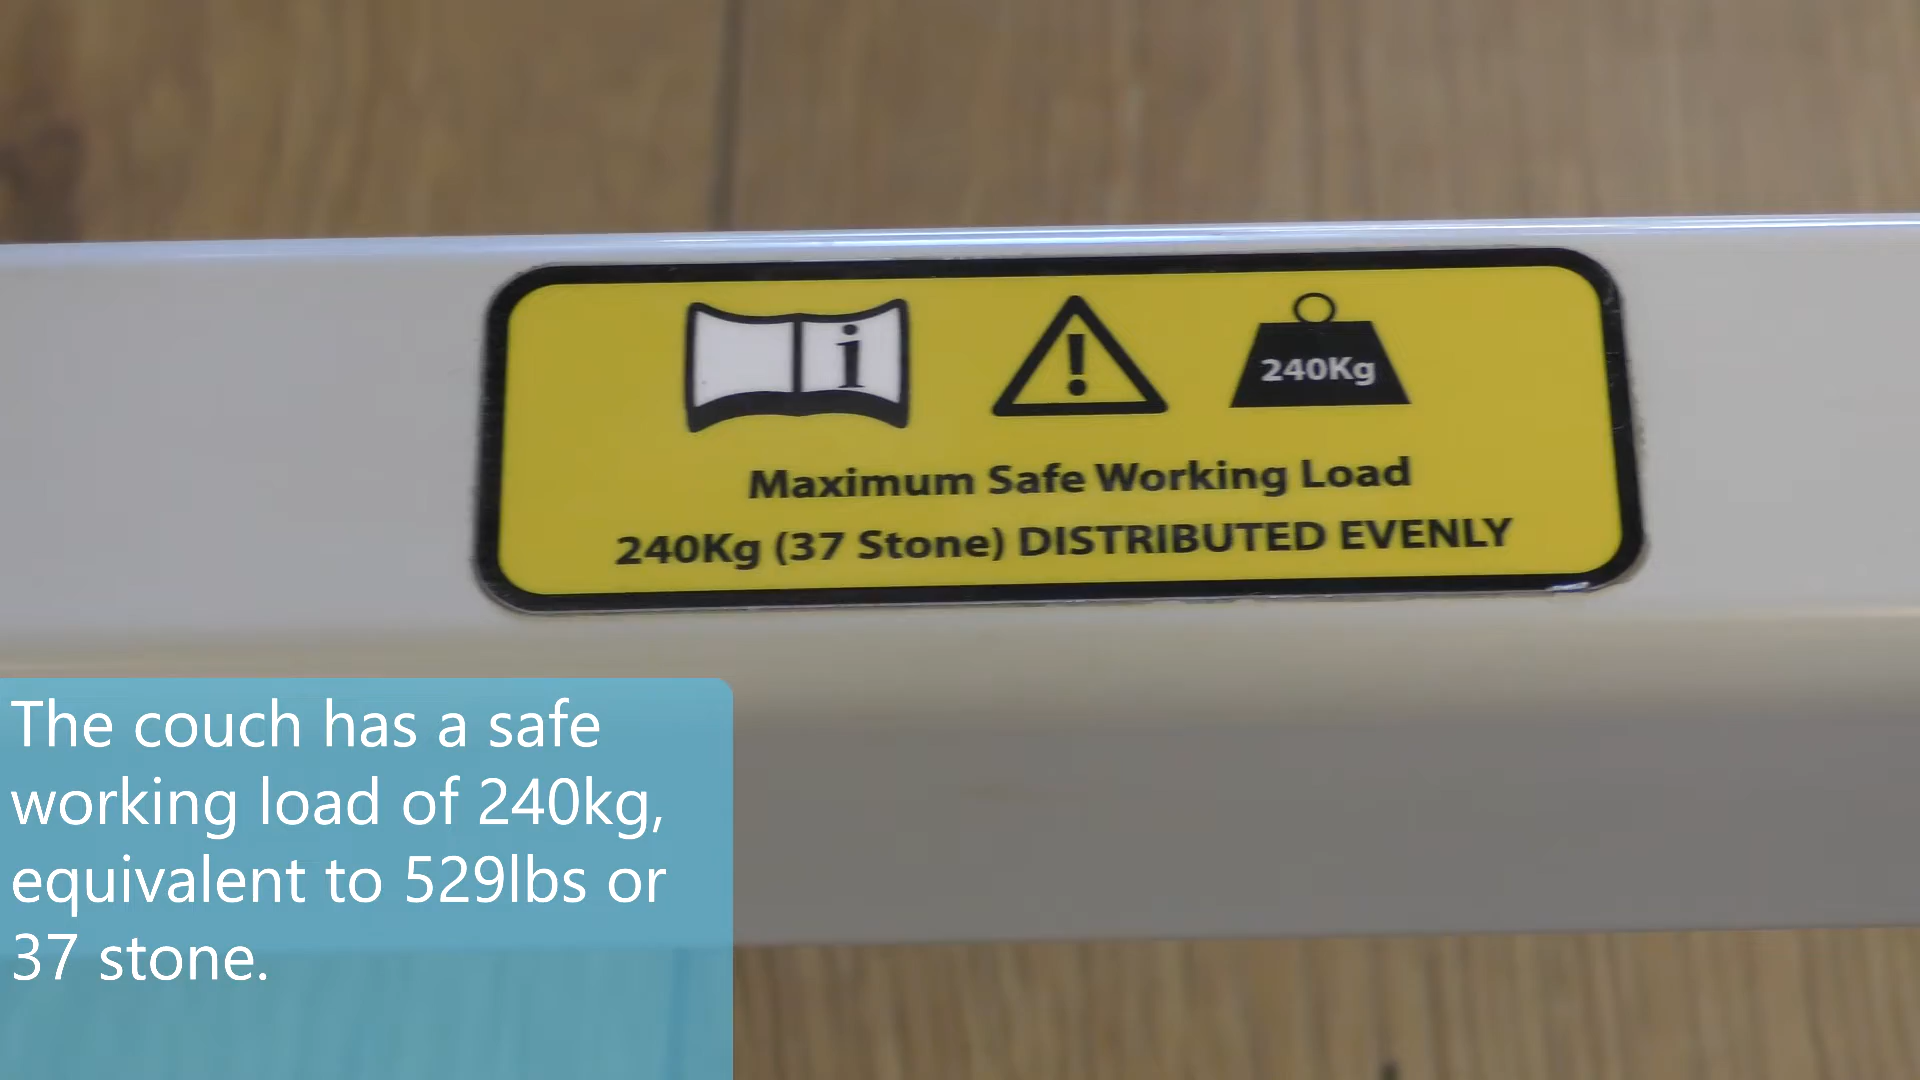 i
!
240Kg
Maximum Safe Working Load
240Kg (37 Stone) DISTRIBUTED EVENLY
The couch has a safe
working load of 240kg,
equivalent to 529lbs or
37 stone.